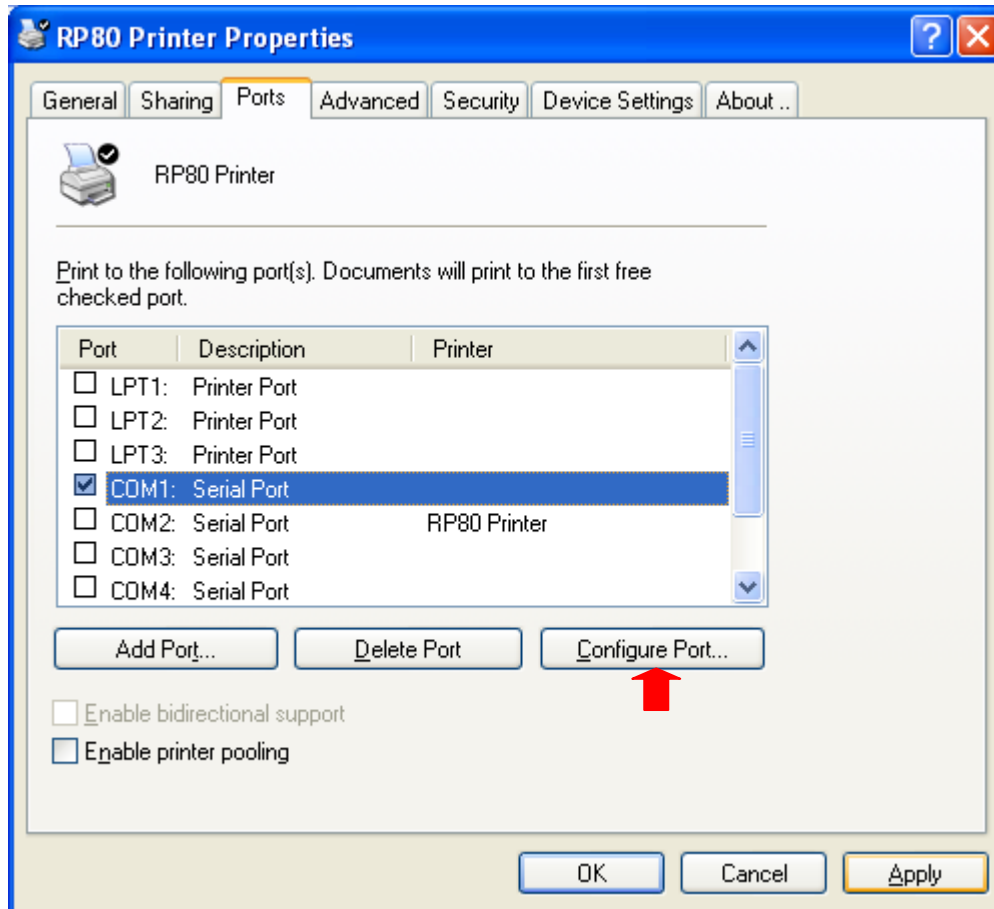 RP80 Printer Properties
General Sharing Ports Advanced Security Device Settings About ..
RP80 Printer
Print to the following port(s). Documents will print to the first free
checked port.
Port Description Printer
LPT1: Printer Port
LPT2: Printer Port
LPT3: Printer Port
COM1: Serial Port
COM2: Serial Port RP80 Printer
COM3: Serial Port
COM4: Serial Port
Add Port... Delete Port Configure Port...
Enable bidirectional support
Enable printer pooling
OK Cancel Apply